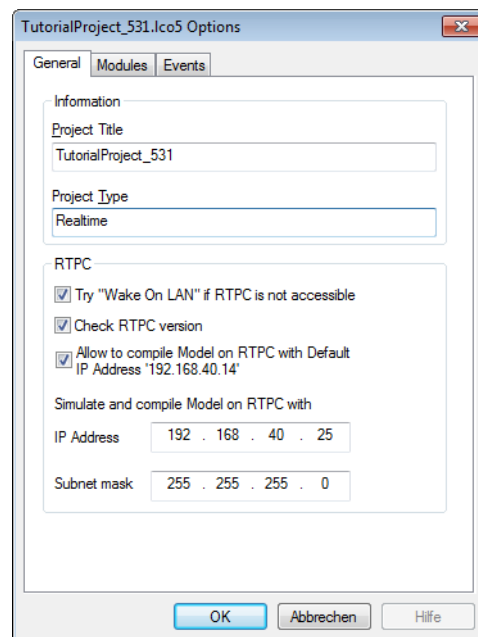 TutorialProject_531.lco5 Options
General Modules Events
Information
Project Title
TutorialProject_531
Project Type
Realtime
RTPC
Try "Wake On LAN" if RTPC is not accessible
Check RTPC version
Allow to compile Model on RTPC with Default
IP Address '192.168.40.14'
Simulate and compile Model on RTPC with
IP Address 192 . 168 . 40 . 25
Subnet mask 255 . 255 . 255 . 0
OK Abbrechen Hilfe